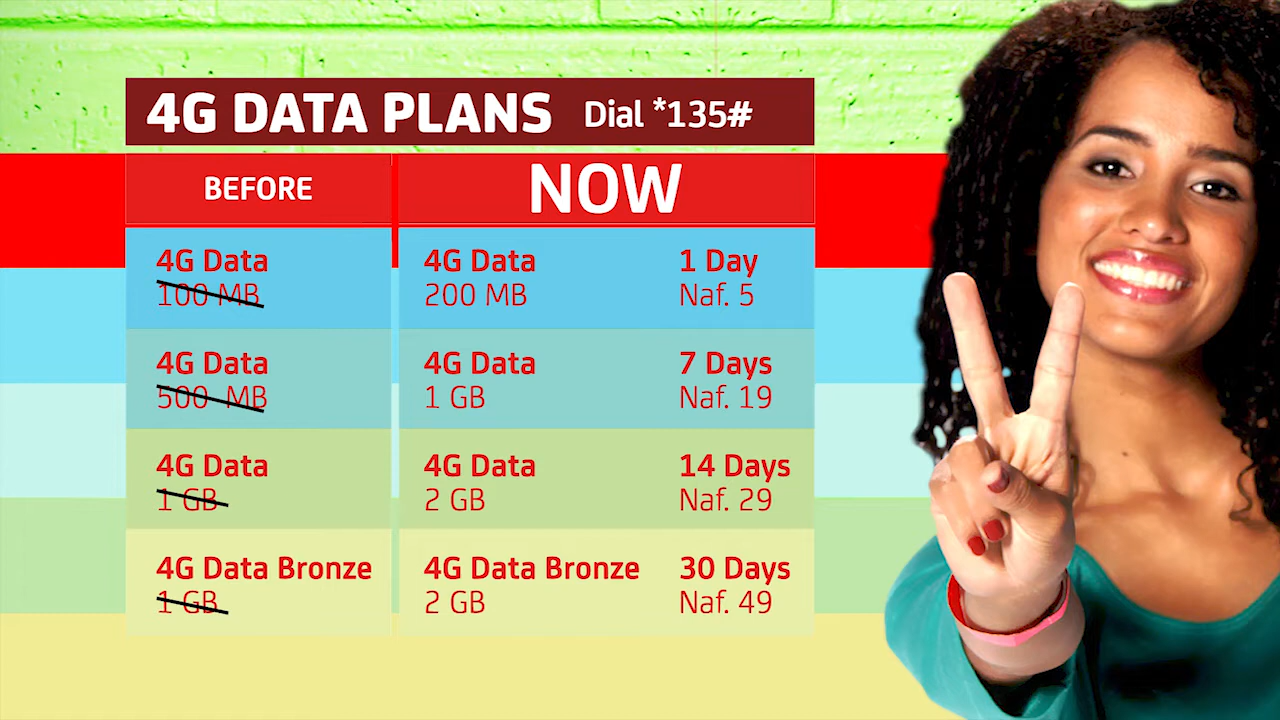 4G DATA PLANS Dial *135#
BEFORE
NOW
4G Data
100 MB
4G Data
200 MB
1 Day
Naf. 5
4G Data
500 MB
4G Data
1 GB
7 Days
Naf. 19
4G Data
1 GB
4G Data
2 GB
14 Days
Naf. 29
4G Data Bronze
1 GB
4G Data Bronze
2 GB
30 Days
Naf. 49